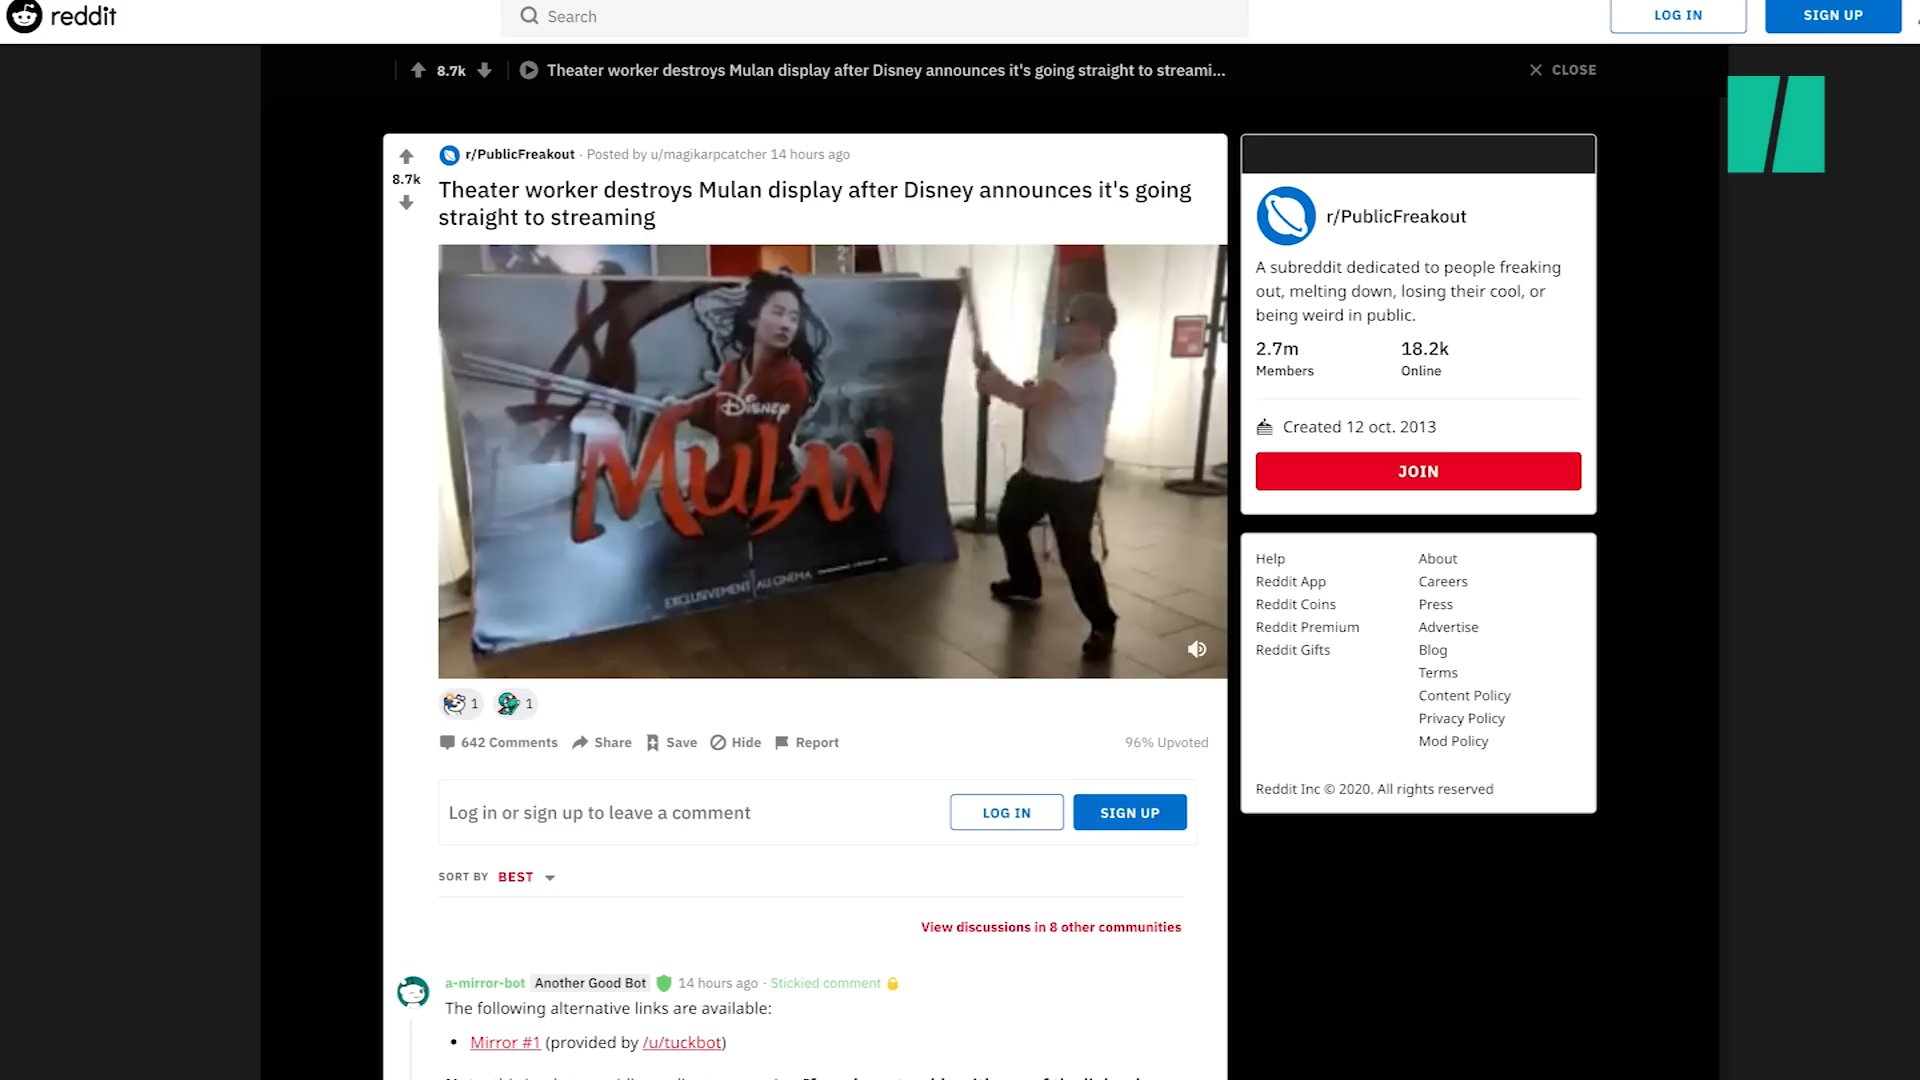 reddit
Search
LOG IN
SIGN UP
8.7k
Theater worker destroys Mulan display after Disney announces it's going straight to streami...
CLOSE
r/PublicFreakout · Posted by u/magikarpcatcher 14 hours ago
8.7k
Theater worker destroys Mulan display after Disney announces it's going
straight to streaming
DISNEY
MULAN
EXCLUSIVEMENT AU CINÉMA
1
1
642 Comments
Share
Save
Hide
Report
96% Upvoted
Log in or sign up to leave a comment
LOG IN
SIGN UP
SORT BY BEST
View discussions in 8 other communities
a-mirror-bot Another Good Bot 14 hours ago · Stickied comment
The following alternative links are available:
• Mirror #1 (provided by /u/tuckbot)
r/PublicFreakout
A subreddit dedicated to people freaking
out, melting down, losing their cool, or
being weird in public.
2.7m
18.2k
Members
Online
Created 12 oct. 2013
JOIN
Help
About
Reddit App
Careers
Reddit Coins
Press
Reddit Premium
Advertise
Reddit Gifts
Blog
Terms
Content Policy
Privacy Policy
Mod Policy
Reddit Inc © 2020. All rights reserved